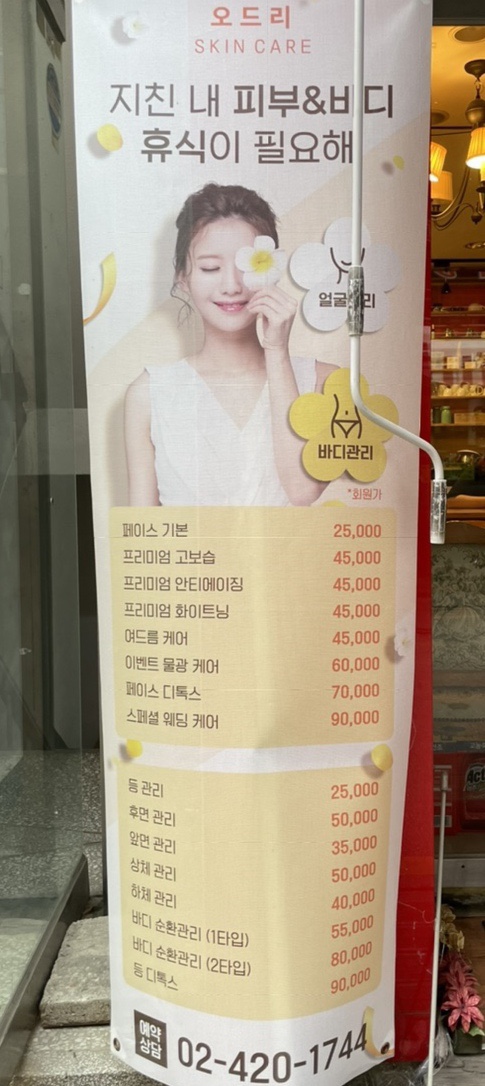 오드리
SKIN CARE
지친 내 피부&바디
휴식이 필요해
바디관리
*회원가
페이스 기본 25,000
프리미엄 고보습 45,000
프리미엄 안티에이징 45,000
프리미엄 화이트닝 45,000
여드름 케어 45,000
이벤트 물광 케어 60,000
페이스 디톡스 70,000
스페셜 웨딩 케어 90,000
등 관리 25,000
후면 관리 50,000
앞면 관리 35,000
상체 관리 50,000
하체 관리 40,000
바디 순환관리 (1타입) 55,000
바디 순환관리 (2타입) 80,000
등 디톡스 90,000
예약
상담
02-420-1744